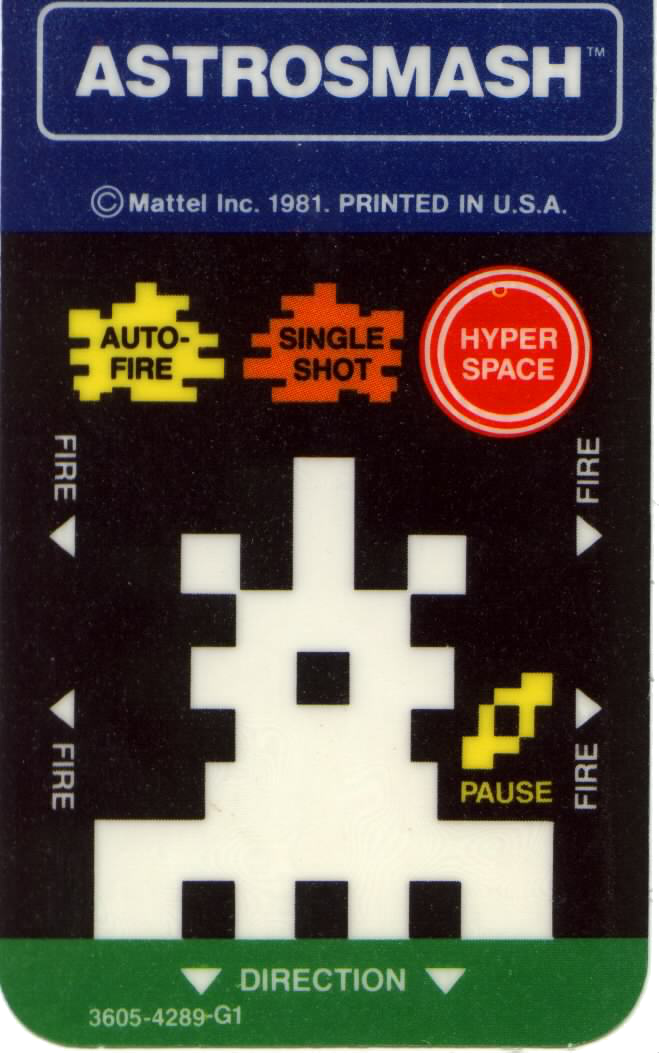 ASTROSMASH™
© Mattel Inc. 1981. PRINTED IN U.S.A.
AUTO-
FIRE
SINGLE
SHOT
HYPER
SPACE
FIRE
FIRE
FIRE
FIRE
PAUSE
DIRECTION
3605-4289-G1